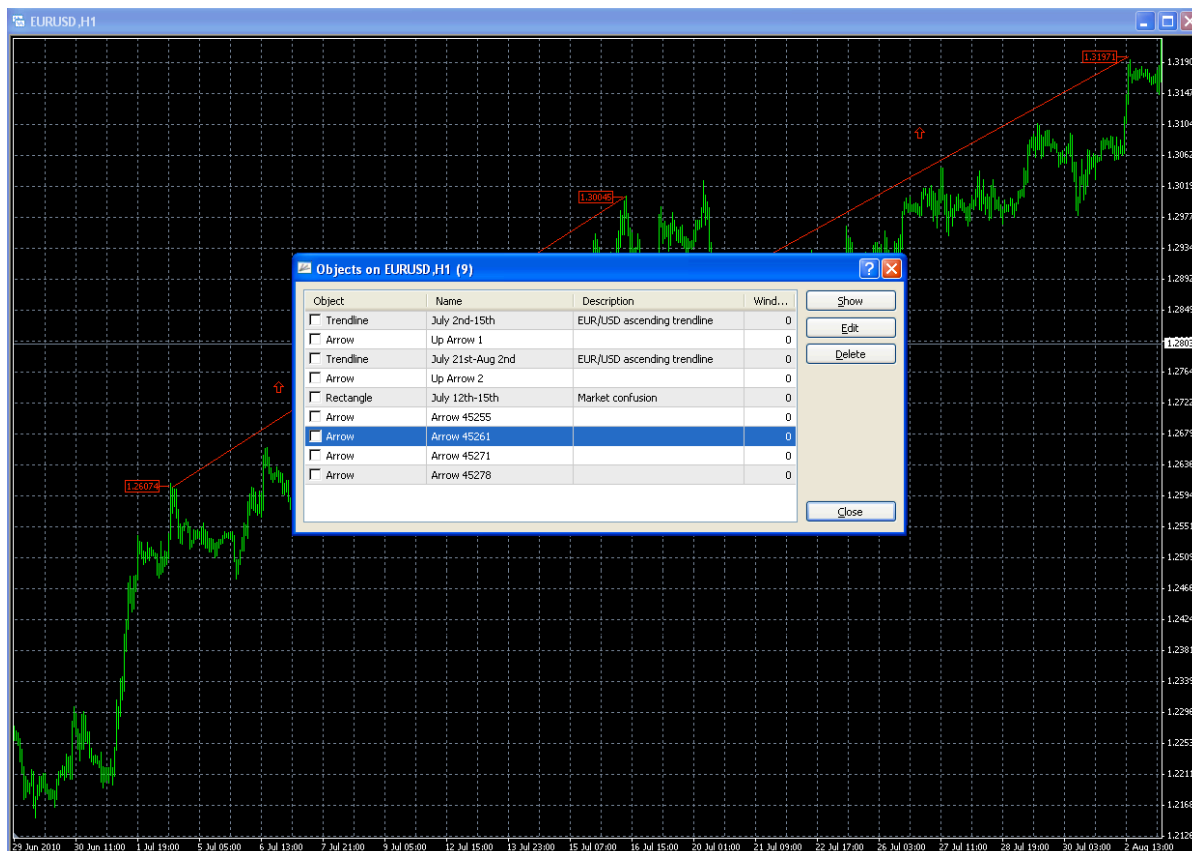 EURUSD,H1
1.31971
1.3190
1.3147
1.3104
1.3062
1.30045
1.3019
1.2977
1.2934
Objects on EURUSD,H1 (9)
1.2892
Object Name Description Wind... Show
Trendline July 2nd-15th EUR/USD ascending trendline 0 Edit
1.2849
Arrow Up Arrow 1 0
1.2803
Trendline July 21st-Aug 2nd EUR/USD ascending trendline 0 Delete
1.2764
Arrow Up Arrow 2 0
Rectangle July 12th-15th Market confusion 0
1.2722
Arrow Arrow 45255 0
Arrow Arrow 45261 0
1.2679
Arrow Arrow 45271 0
1.2636
Arrow Arrow 45278 0
1.26074
1.2594
Close
1.2551
1.2509
1.2466
1.2424
1.2381
1.2339
1.2296
1.2253
1.2211
1.2168
1.2126
29 Jun 2010 30 Jun 11:00 1 Jul 19:00 5 Jul 05:00 6 Jul 13:00 7 Jul 21:00 9 Jul 05:00 12 Jul 15:00 13 Jul 23:00 15 Jul 07:00 16 Jul 15:00 20 Jul 01:00 21 Jul 09:00 22 Jul 17:00 26 Jul 03:00 27 Jul 11:00 28 Jul 19:00 30 Jul 03:00 2 Aug 13:00